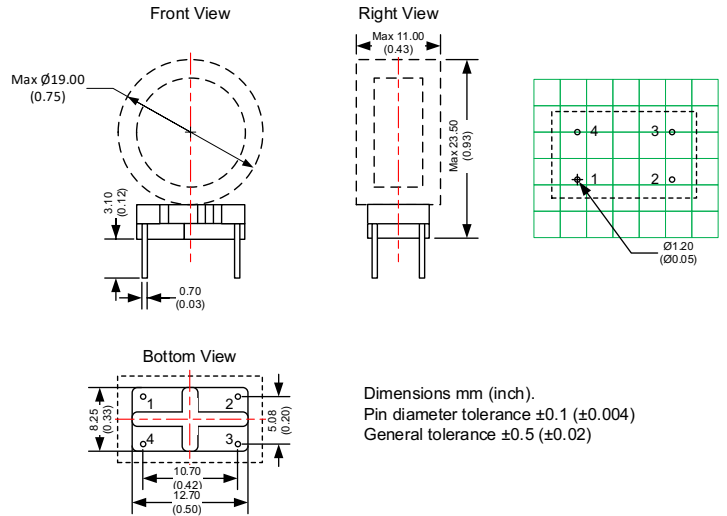 Front View
Right View
Max Ø19.00
(0.75)
Max 11.00
(0.43)
Max 23.50
(0.93)
3.10
(0.12)
0.70
(0.03)
4
3
1
2
Ø1.20
(Ø0.05)
Bottom View
1
2
4
3
8.25
(0.33)
5.08
(0.20)
10.70
(0.42)
12.70
(0.50)
Dimensions mm (inch).
Pin diameter tolerance ±0.1 (±0.004)
General tolerance ±0.5 (±0.02)